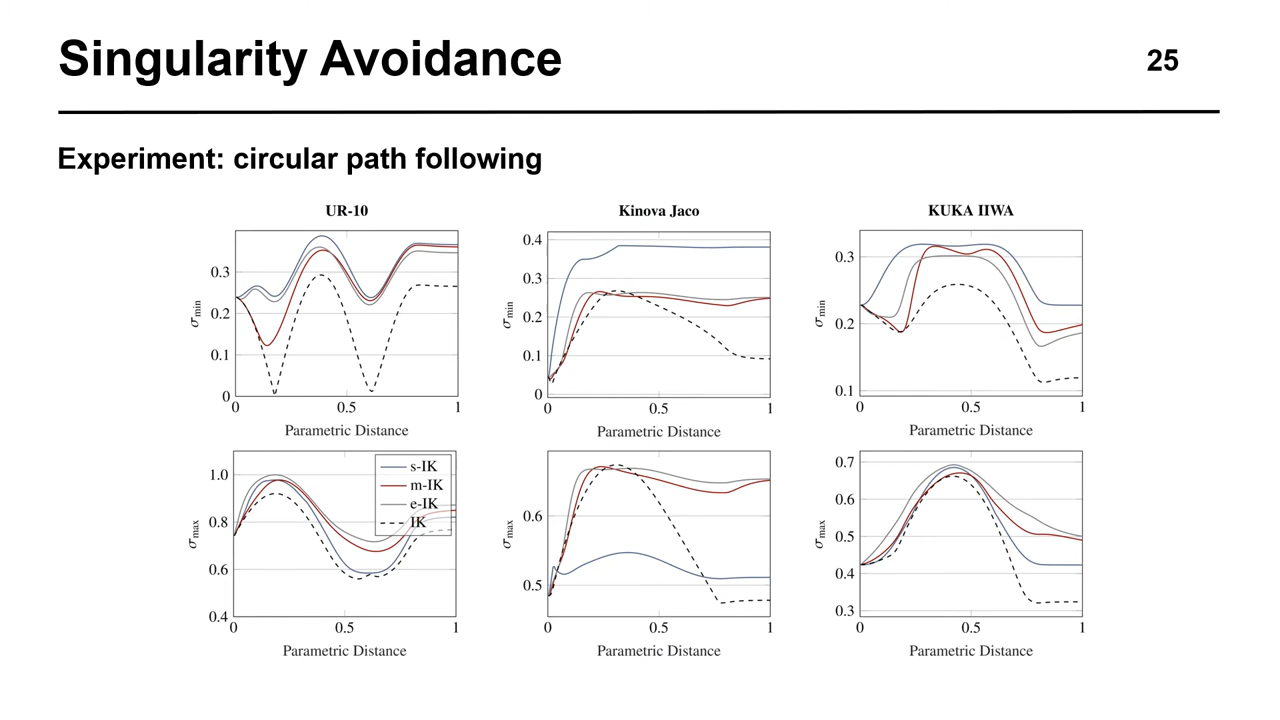 Singularity Avoidance
25
Experiment: circular path following
UR-10
Kinova Jaco
KUKA IIWA
σmin
0.3
0.2
0.1
0
0
0.5
1
Parametric Distance
σmin
0.4
0.3
0.2
0.1
0
0
0.5
1
Parametric Distance
σmin
0.3
0.2
0.1
0
0.5
1
Parametric Distance
σmax
1.0
0.8
0.6
0.4
0
0.5
1
s-IK
m-IK
e-IK
IK
Parametric Distance
σmax
0.6
0.5
0
0.5
1
Parametric Distance
σmax
0.7
0.6
0.5
0.4
0.3
0
0.5
1
Parametric Distance